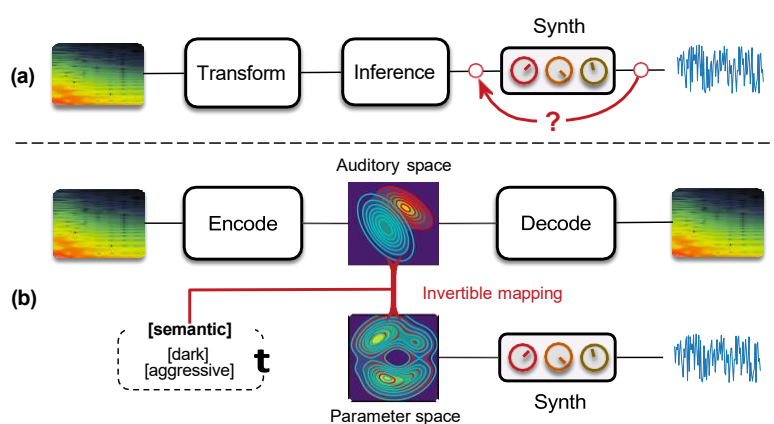 Synth
(a)
Transform
Inference
?
Auditory space
Encode
Decode
(b)
Invertible mapping
[semantic]
[dark]
[aggressive]
t
Synth
Parameter space